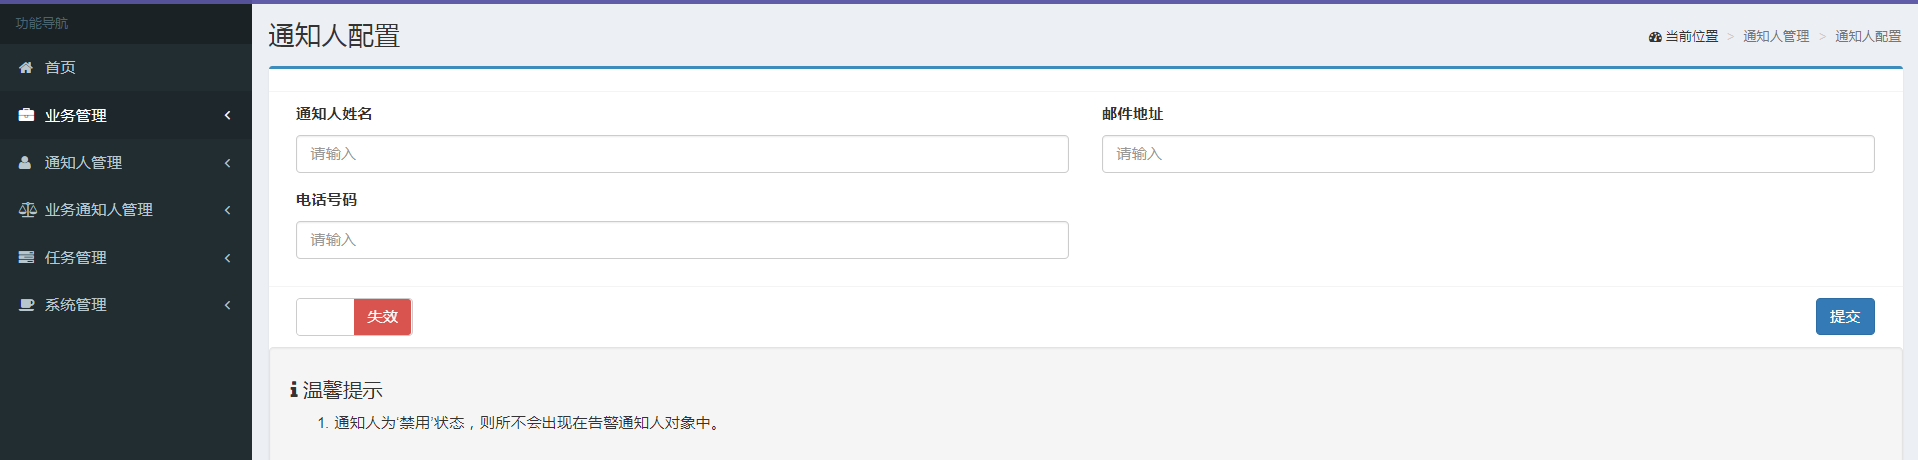 功能导航
首页
业务管理
通知人管理
业务通知人管理
任务管理
系统管理
通知人配置
当前位置 > 通知人管理 > 通知人配置
通知人姓名
请输入
邮件地址
请输入
电话号码
请输入
失效
提交
温馨提示
1. 通知人为'禁用'状态，则所不会出现在告警通知人对象中。